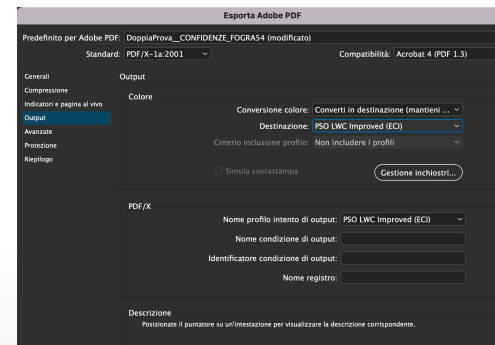 Esporta Adobe PDF
Predefinito per Adobe PDF: DoppiaProva__CONFIDENZE_FOGRA54 (modificato)
Standard: PDF/X-1a:2001 Compatibilità: Acrobat 4 (PDF 1.3)
Generali
Compressione
Indicatori e pagina al vivo
Output
Avanzate
Protezione
Riepilogo
Output
Colore
Conversione colore: Converti in destinazione (mantieni ...
Destinazione: PSO LWC Improved (ECI)
Criterio inclusione profilo: Non includere i profili
Simula sovrastampa Gestione inchiostri...
PDF/X
Nome profilo intento di output: PSO LWC Improved (ECI)
Nome condizione di output:
Identificatore condizione di output:
Nome registro:
Descrizione
Posizionate il puntatore su un'intestazione per visualizzare la descrizione corrispondente.